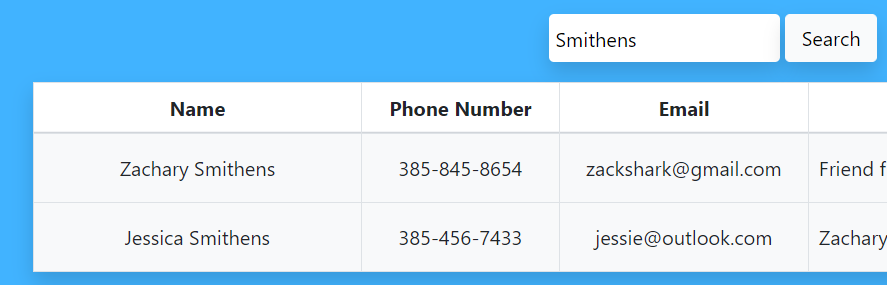 Smithens Search
Name Phone Number Email
Zachary Smithens 385-845-8654 zackshark@gmail.com Friend
Jessica Smithens 385-456-7433 jessie@outlook.com Zachary